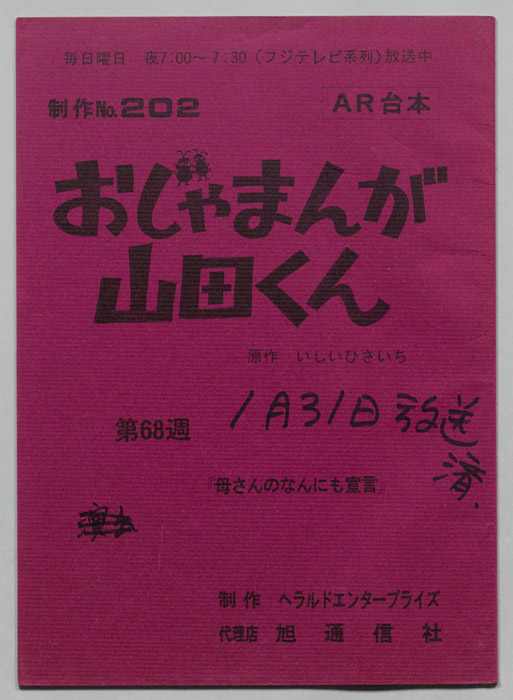 毎日曜日 夜7:00〜7:30(フジテレビ系列)放送中
制作No.202
AR台本
おじゃまんが
山田くん
原作 いしいひさいち
1月31日放送
済.
第68週
『母さんのなんにも宣言』
制作 ヘラルドエンタープライズ
代理店 旭通信社